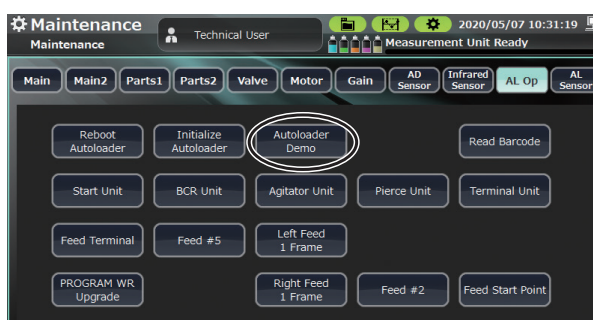 Maintenance
Maintenance
Technical User
2020/05/07 10:31:19
Measurement Unit Ready
Main
Main2
Parts1
Parts2
Valve
Motor
Gain
AD
Sensor
Infrared
Sensor
AL Op
AL
Sensor
Reboot
Autoloader
Initialize
Autoloader
Autoloader
Demo
Read Barcode
Start Unit
BCR Unit
Agitator Unit
Pierce Unit
Terminal Unit
Feed Terminal
Feed #5
Left Feed
1 Frame
PROGRAM WR
Upgrade
Right Feed
1 Frame
Feed #2
Feed Start Point